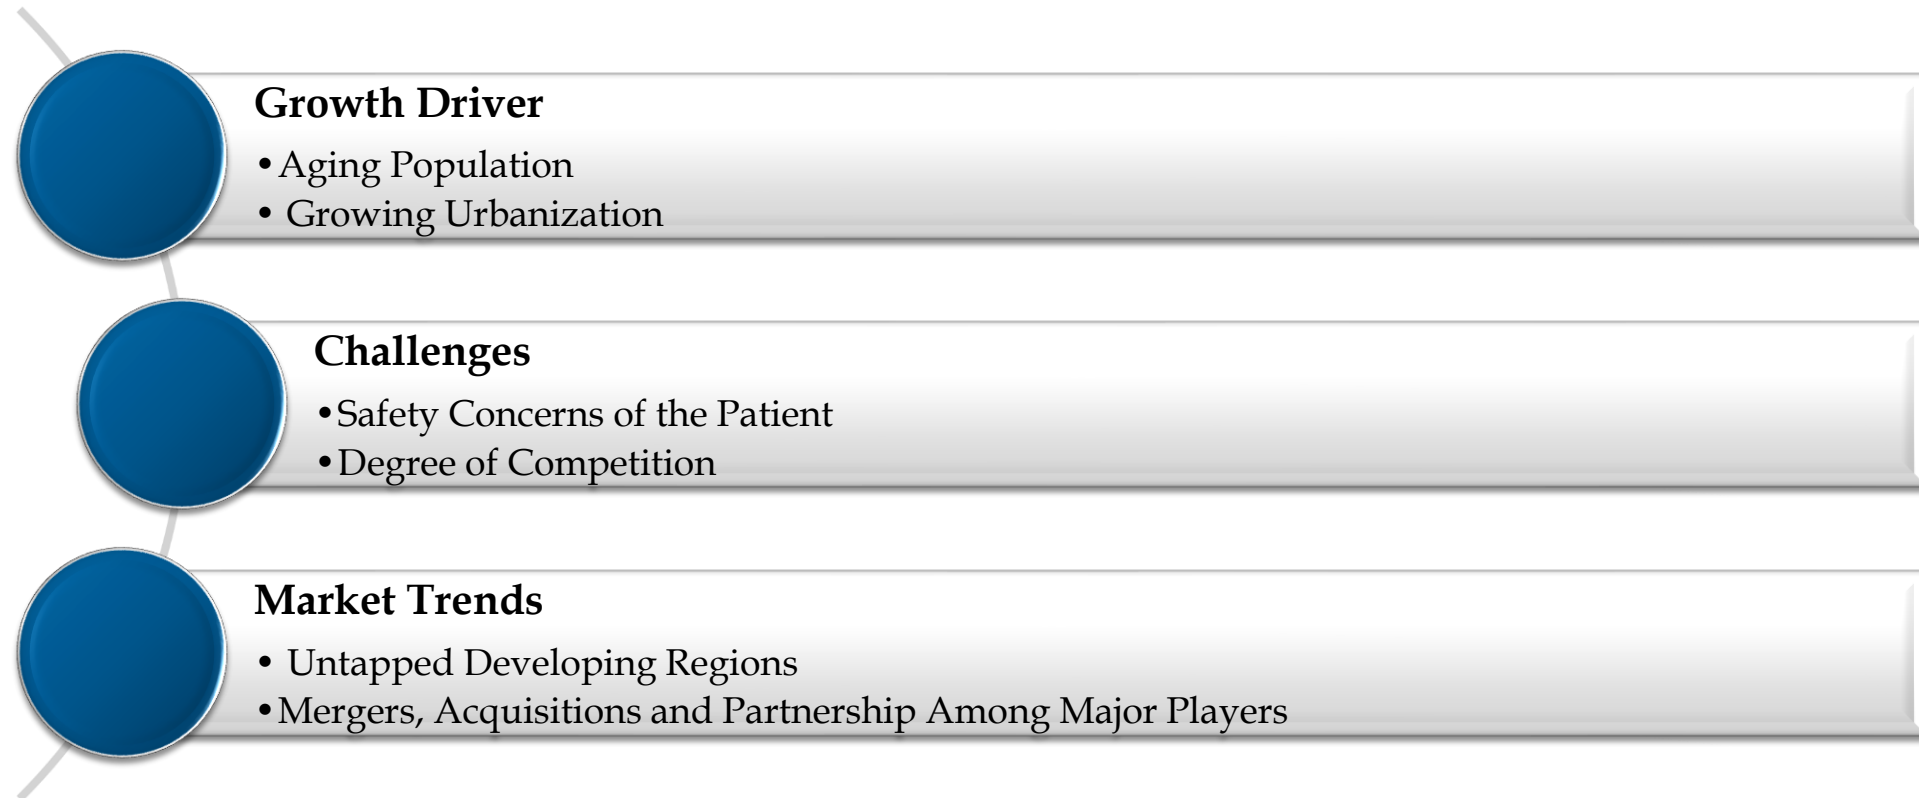 Growth Driver
•Aging Population
• Growing Urbanization
Challenges
•Safety Concerns of the Patient
•Degree of Competition
Market Trends
• Untapped Developing Regions
•Mergers, Acquisitions and Partnership Among Major Players